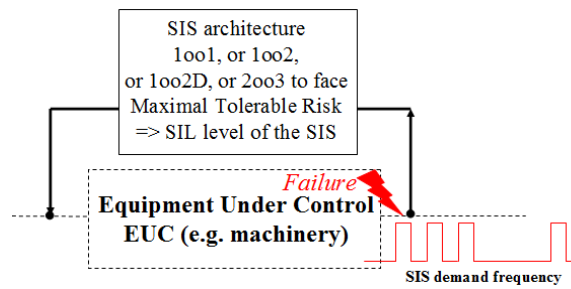 SIS architecture
1oo1, or 1oo2,
or 1oo2D, or 2oo3 to face
Maximal Tolerable Risk
=> SIL level of the SIS
Failure
Equipment Under Control
EUC (e.g. machinery)
SIS demand frequency